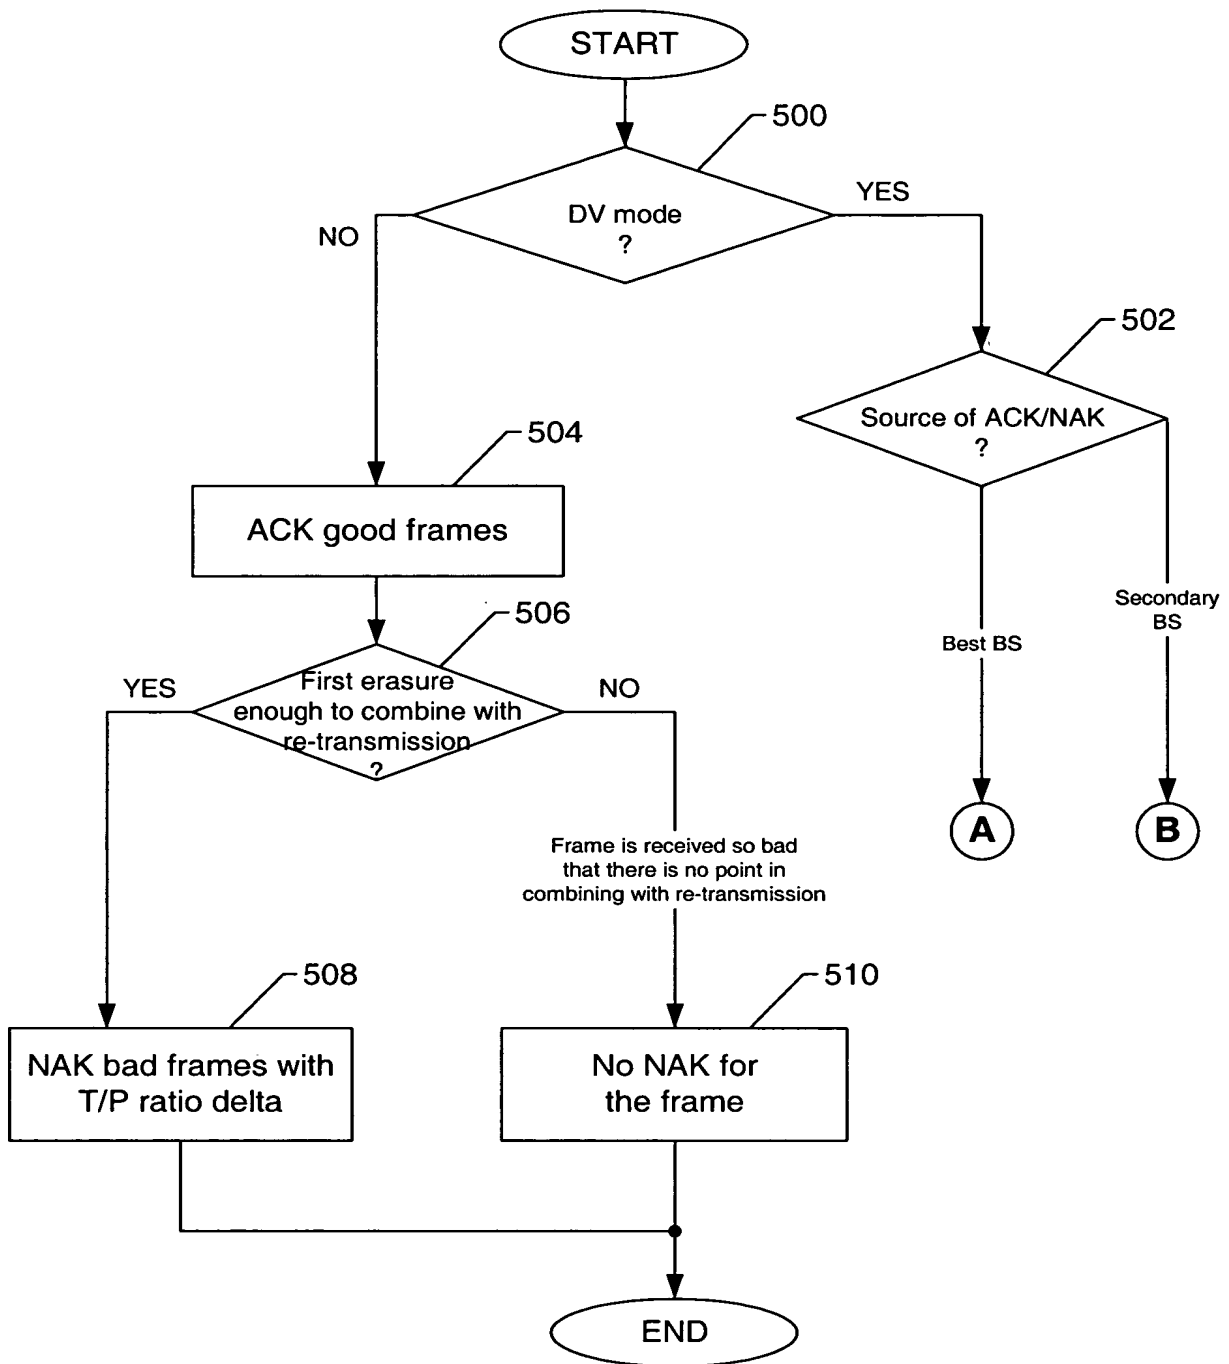 START
500
YES
DV mode
?
NO
502
Source of ACK/NAK
?
504
ACK good frames
506
Secondary
BS
Best BS
YES
First erasure
enough to combine with
re-transmission
?
NO
A
B
Frame is received so bad
that there is no point in
combining with re-transmission
508
510
NAK bad frames with
T/P ratio delta
No NAK for
the frame
END